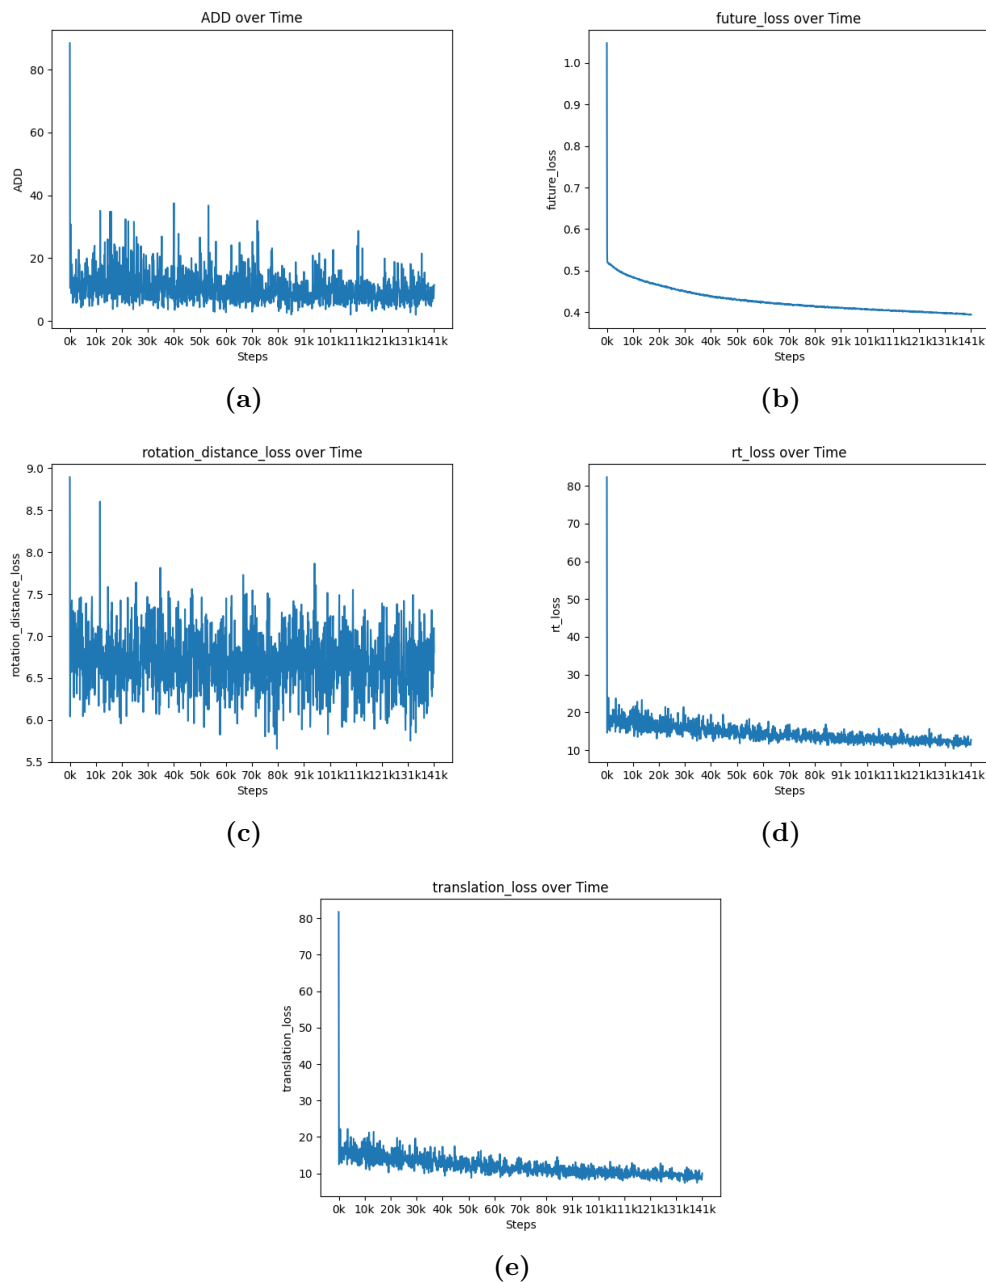 ADD over Time
80
60
40
20
0
ADD
0k 10k 20k 30k 40k 50k 60k 70k 80k 91k 101k 111k 121k 131k 141k
Steps
(a)
future_loss over Time
1.0
0.9
0.8
0.7
0.6
0.5
0.4
future_loss
0k 10k 20k 30k 40k 50k 60k 70k 80k 91k 101k 111k 121k 131k 141k
Steps
(b)
rotation_distance_loss over Time
9.0
8.5
8.0
7.5
7.0
6.5
6.0
5.5
rotation_distance_loss
0k 10k 20k 30k 40k 50k 60k 70k 80k 91k 101k 111k 121k 131k 141k
Steps
(c)
rt_loss over Time
80
70
60
50
40
30
20
10
rt_loss
0k 10k 20k 30k 40k 50k 60k 70k 80k 91k 101k 111k 121k 131k 141k
Steps
(d)
translation_loss over Time
80
70
60
50
40
30
20
10
translation_loss
0k 10k 20k 30k 40k 50k 60k 70k 80k 91k 101k 111k 121k 131k 141k
Steps
(e)